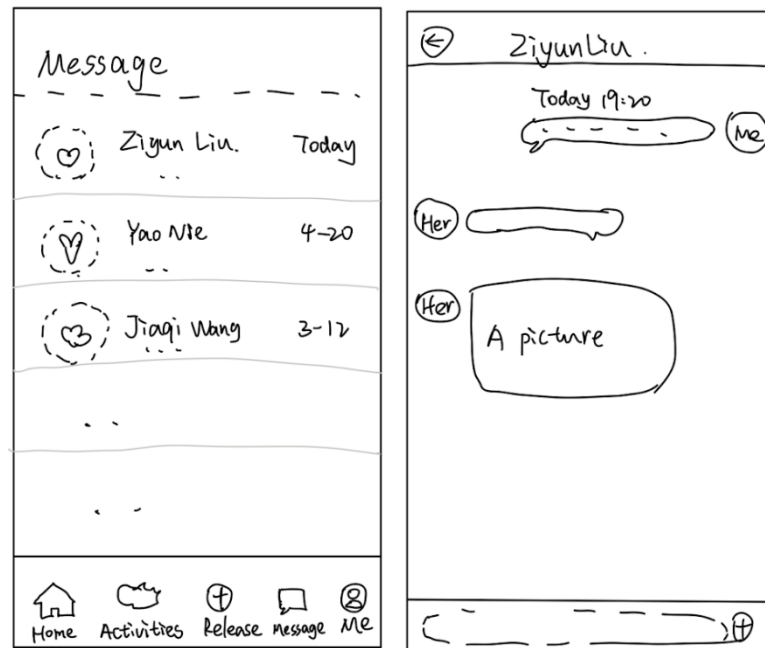 Message
Ziyun Liu. Today
Yao Nie 4-20
Jiaqi Wang 3-12
Home Activities Release Message Me
Ziyun Liu.
Today 19:20
Me
Her
Her
A picture